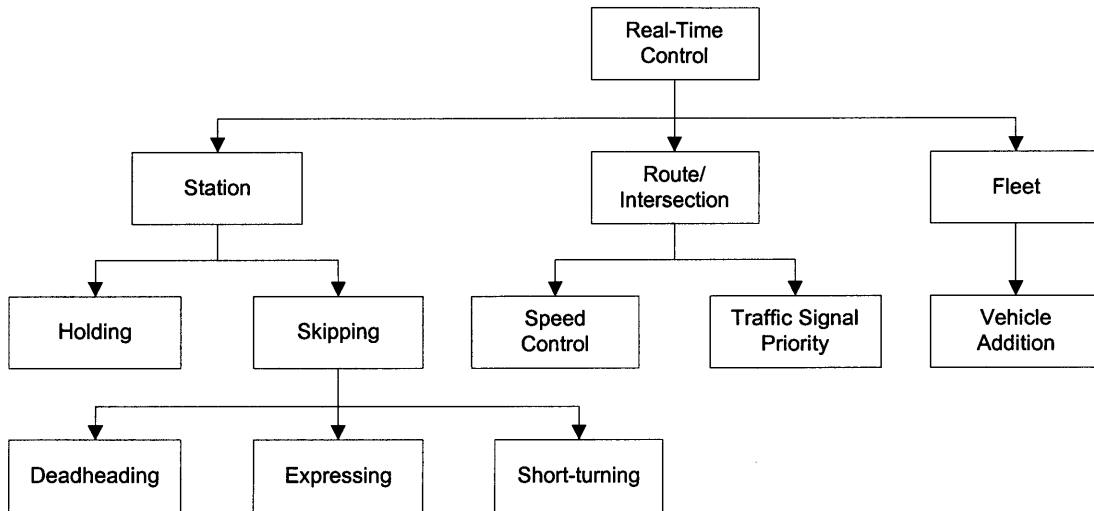 Real-Time
Control
Station
Route/
Intersection
Fleet
Holding
Skipping
Speed
Control
Traffic Signal
Priority
Vehicle
Addition
Deadheading
Expressing
Short-turning